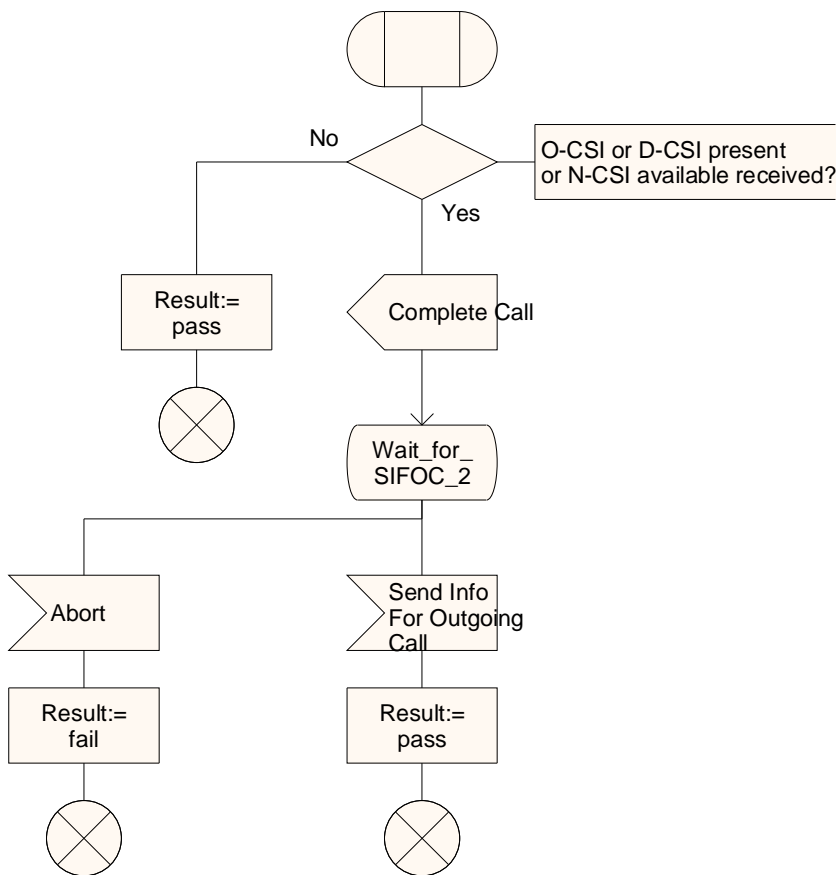 No
O-CSI or D-CSI present
or N-CSI available received?
Yes
Result:=
pass
Complete Call
Wait_for_
SIFOC_2
Abort
Send Info
For Outgoing
Call
Result:=
fail
Result:=
pass